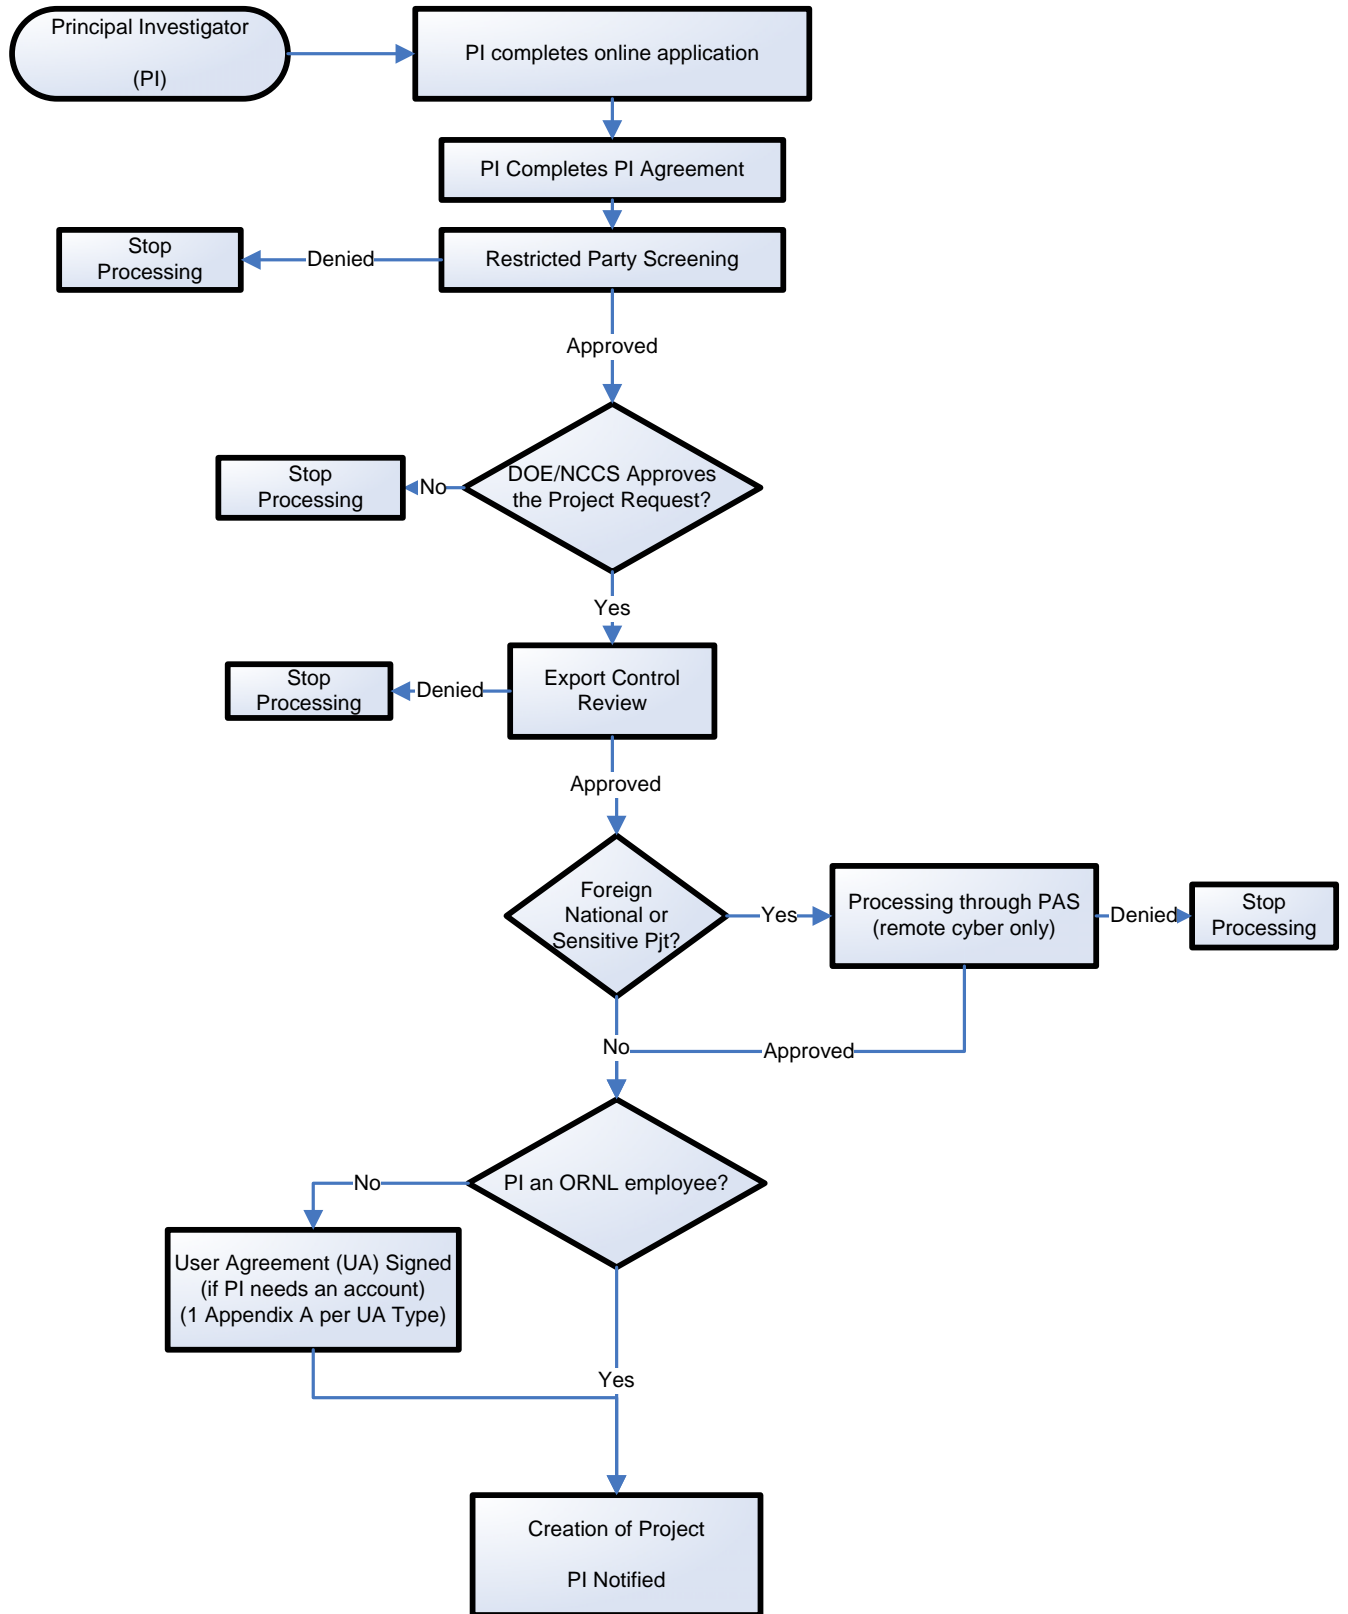 Principal Investigator
(PI)
PI completes online application
PI Completes PI Agreement
Stop
Processing
Denied
Restricted Party Screening
Approved
Stop
Processing
No
DOE/NCCS Approves
the Project Request?
Yes
Stop
Processing
Denied
Export Control
Review
Approved
Foreign
National or
Sensitive Pjt?
Yes
Processing through PAS
(remote cyber only)
Denied
Stop
Processing
No
Approved
No
PI an ORNL employee?
User Agreement (UA) Signed
(if PI needs an account)
(1 Appendix A per UA Type)
Yes
Creation of Project
PI Notified